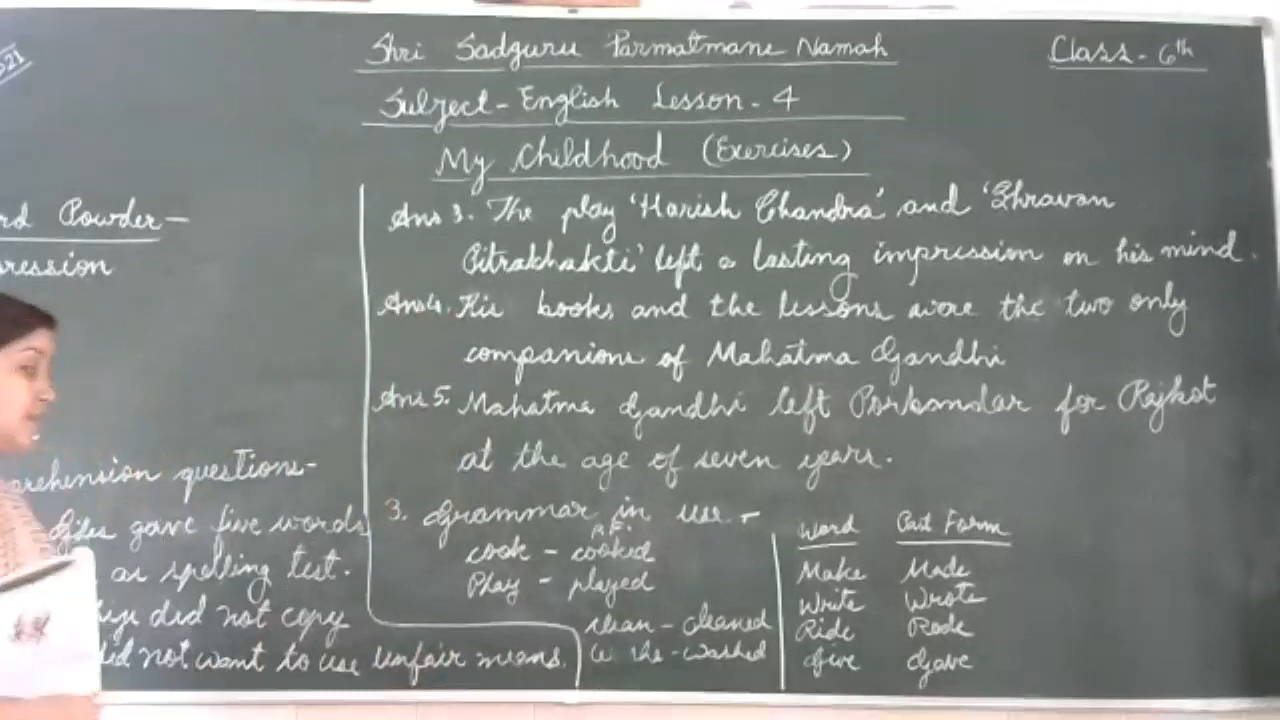 Shri Sadguru Parmatmane Namah
Class - 6th
Subject - English Lesson - 4
My Childhood (Exercises)
rd Powder -
ression
rehension questions -
Giles gave five words
as spelling test.
did not copy
did not want to use unfair means.
Ans 3. The play 'Harish Chandra' and 'Shravan
Pitrabhakti' left a lasting impression on his mind.
Ans 4. His books and the lessons were the two only
companions of Mahatma Gandhi
Ans 5. Mahatma Gandhi left Porbandar for Rajkot
at the age of seven years.
3. Grammar in use -
P.F.
Cook - cooked
Play - played
clean - cleaned
- washed
Word Past Form
Make Made
Write Wrote
Ride Rode
Give Gave